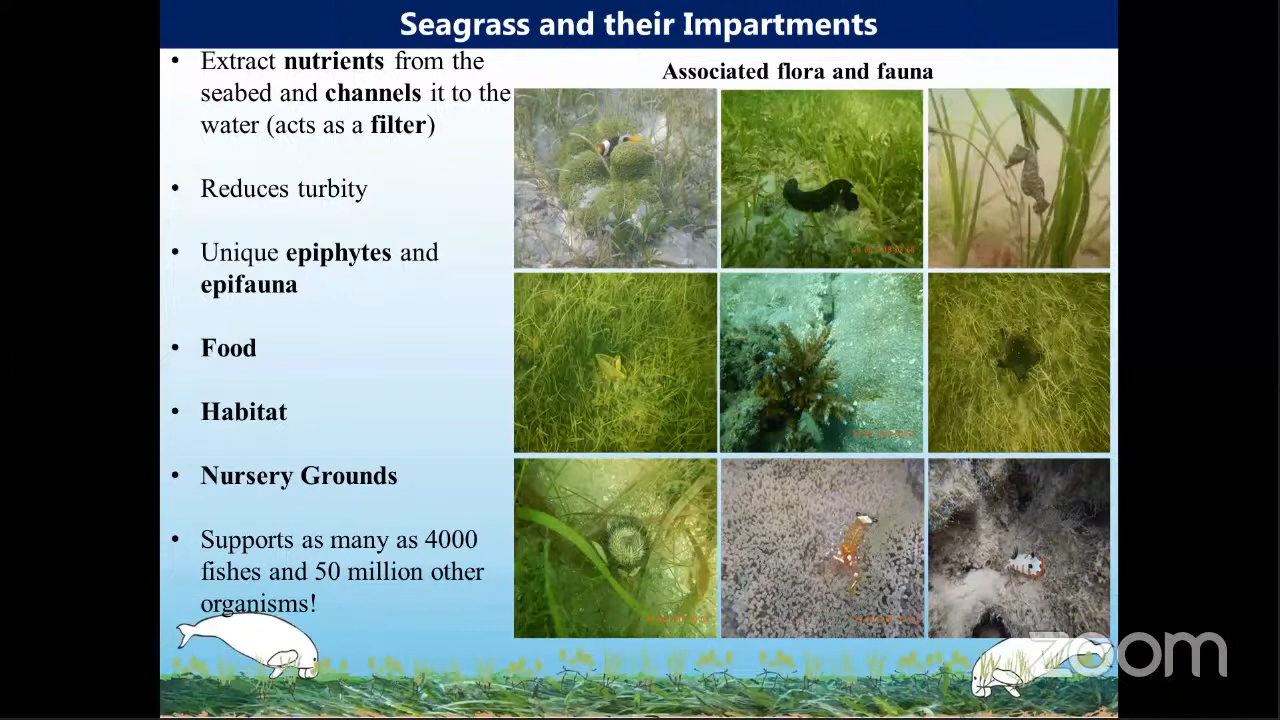 Seagrass and their Impartments
• Extract nutrients from the
seabed and channels it to the
water (acts as a filter)
• Reduces turbity
• Unique epiphytes and
epifauna
• Food
• Habitat
• Nursery Grounds
• Supports as many as 4000
fishes and 50 million other
organisms!
Associated flora and fauna
zoom